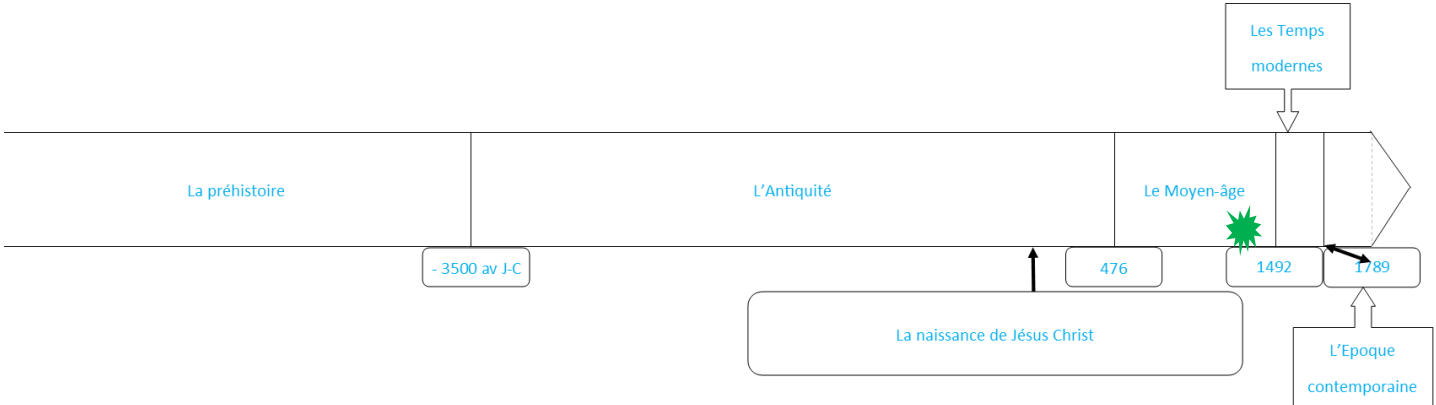 Les Temps
modernes
La préhistoire
L’Antiquité
Le Moyen-âge
- 3500 av J-C
476
1492
1789
La naissance de Jésus Christ
L’Epoque
contemporaine